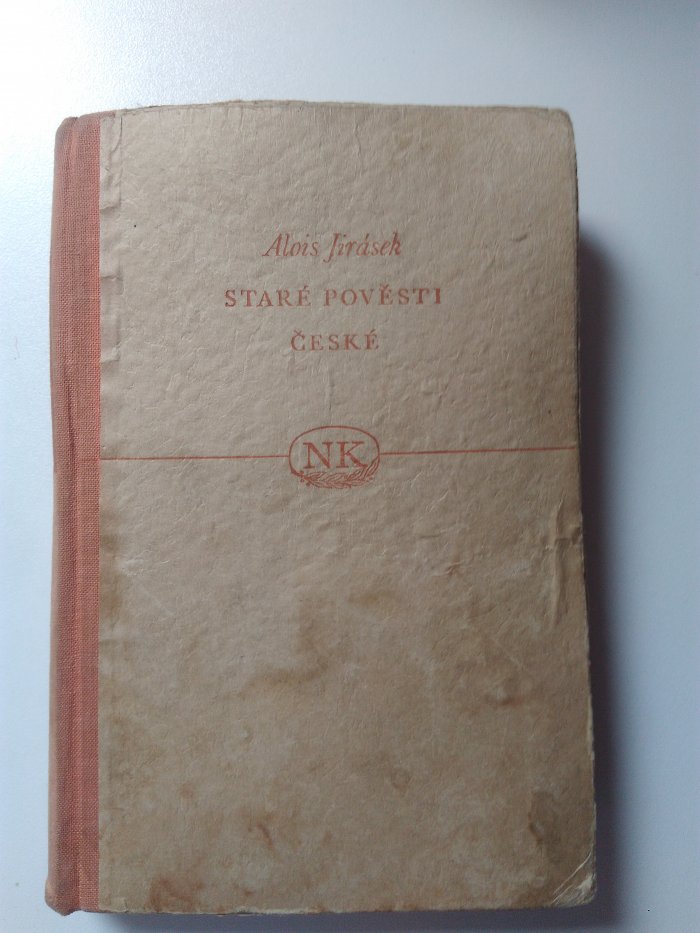 Alois Jirásek
STARÉ POVĚSTI
ČESKÉ
NK